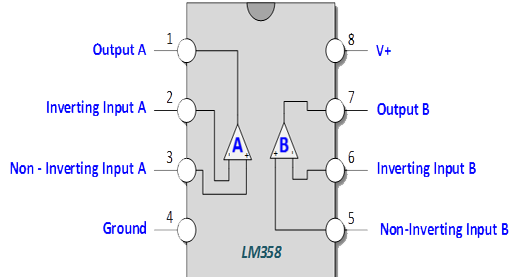 Output A 1
8 V+
Inverting Input A 2
7 Output B
A B
Non - Inverting Input A 3
- + + -
6 Inverting Input B
Ground 4
5 Non-Inverting Input B
LM358